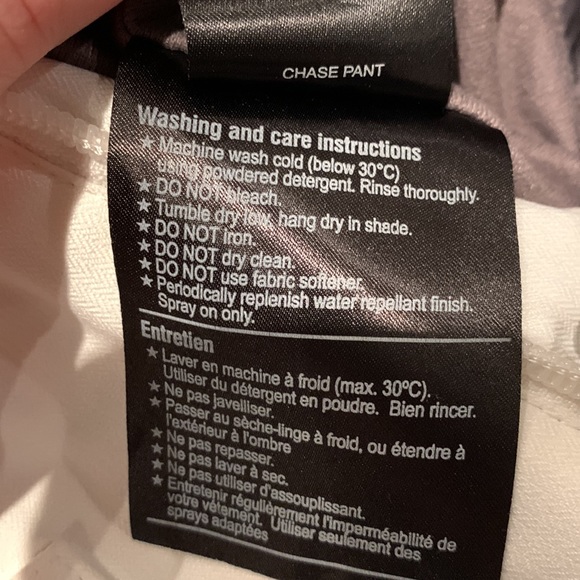 CHASE PANT
Washing and care instructions
★ Machine wash cold (below 30°C)
using powdered detergent. Rinse thoroughly.
★ DO NOT bleach.
★ Tumble dry low, hang dry in shade.
★ DO NOT iron.
★ DO NOT dry clean.
★ DO NOT use fabric softener.
★ Periodically replenish water repellant finish.
Spray on only.
Entretien
★ Laver en machine à froid (max. 30ºC).
Utiliser du détergent en poudre. Bien rincer.
★ Ne pas javelliser.
★ Passer au sèche-linge à froid, ou étendre à
l'extérieur à l'ombre
★ Ne pas repasser.
★ Ne pas laver à sec.
★ Ne pas utiliser d'assouplissant.
★ Entretenir régulièrement l'imperméabilité de
votre vêtement. Utiliser seulement des
sprays adaptées